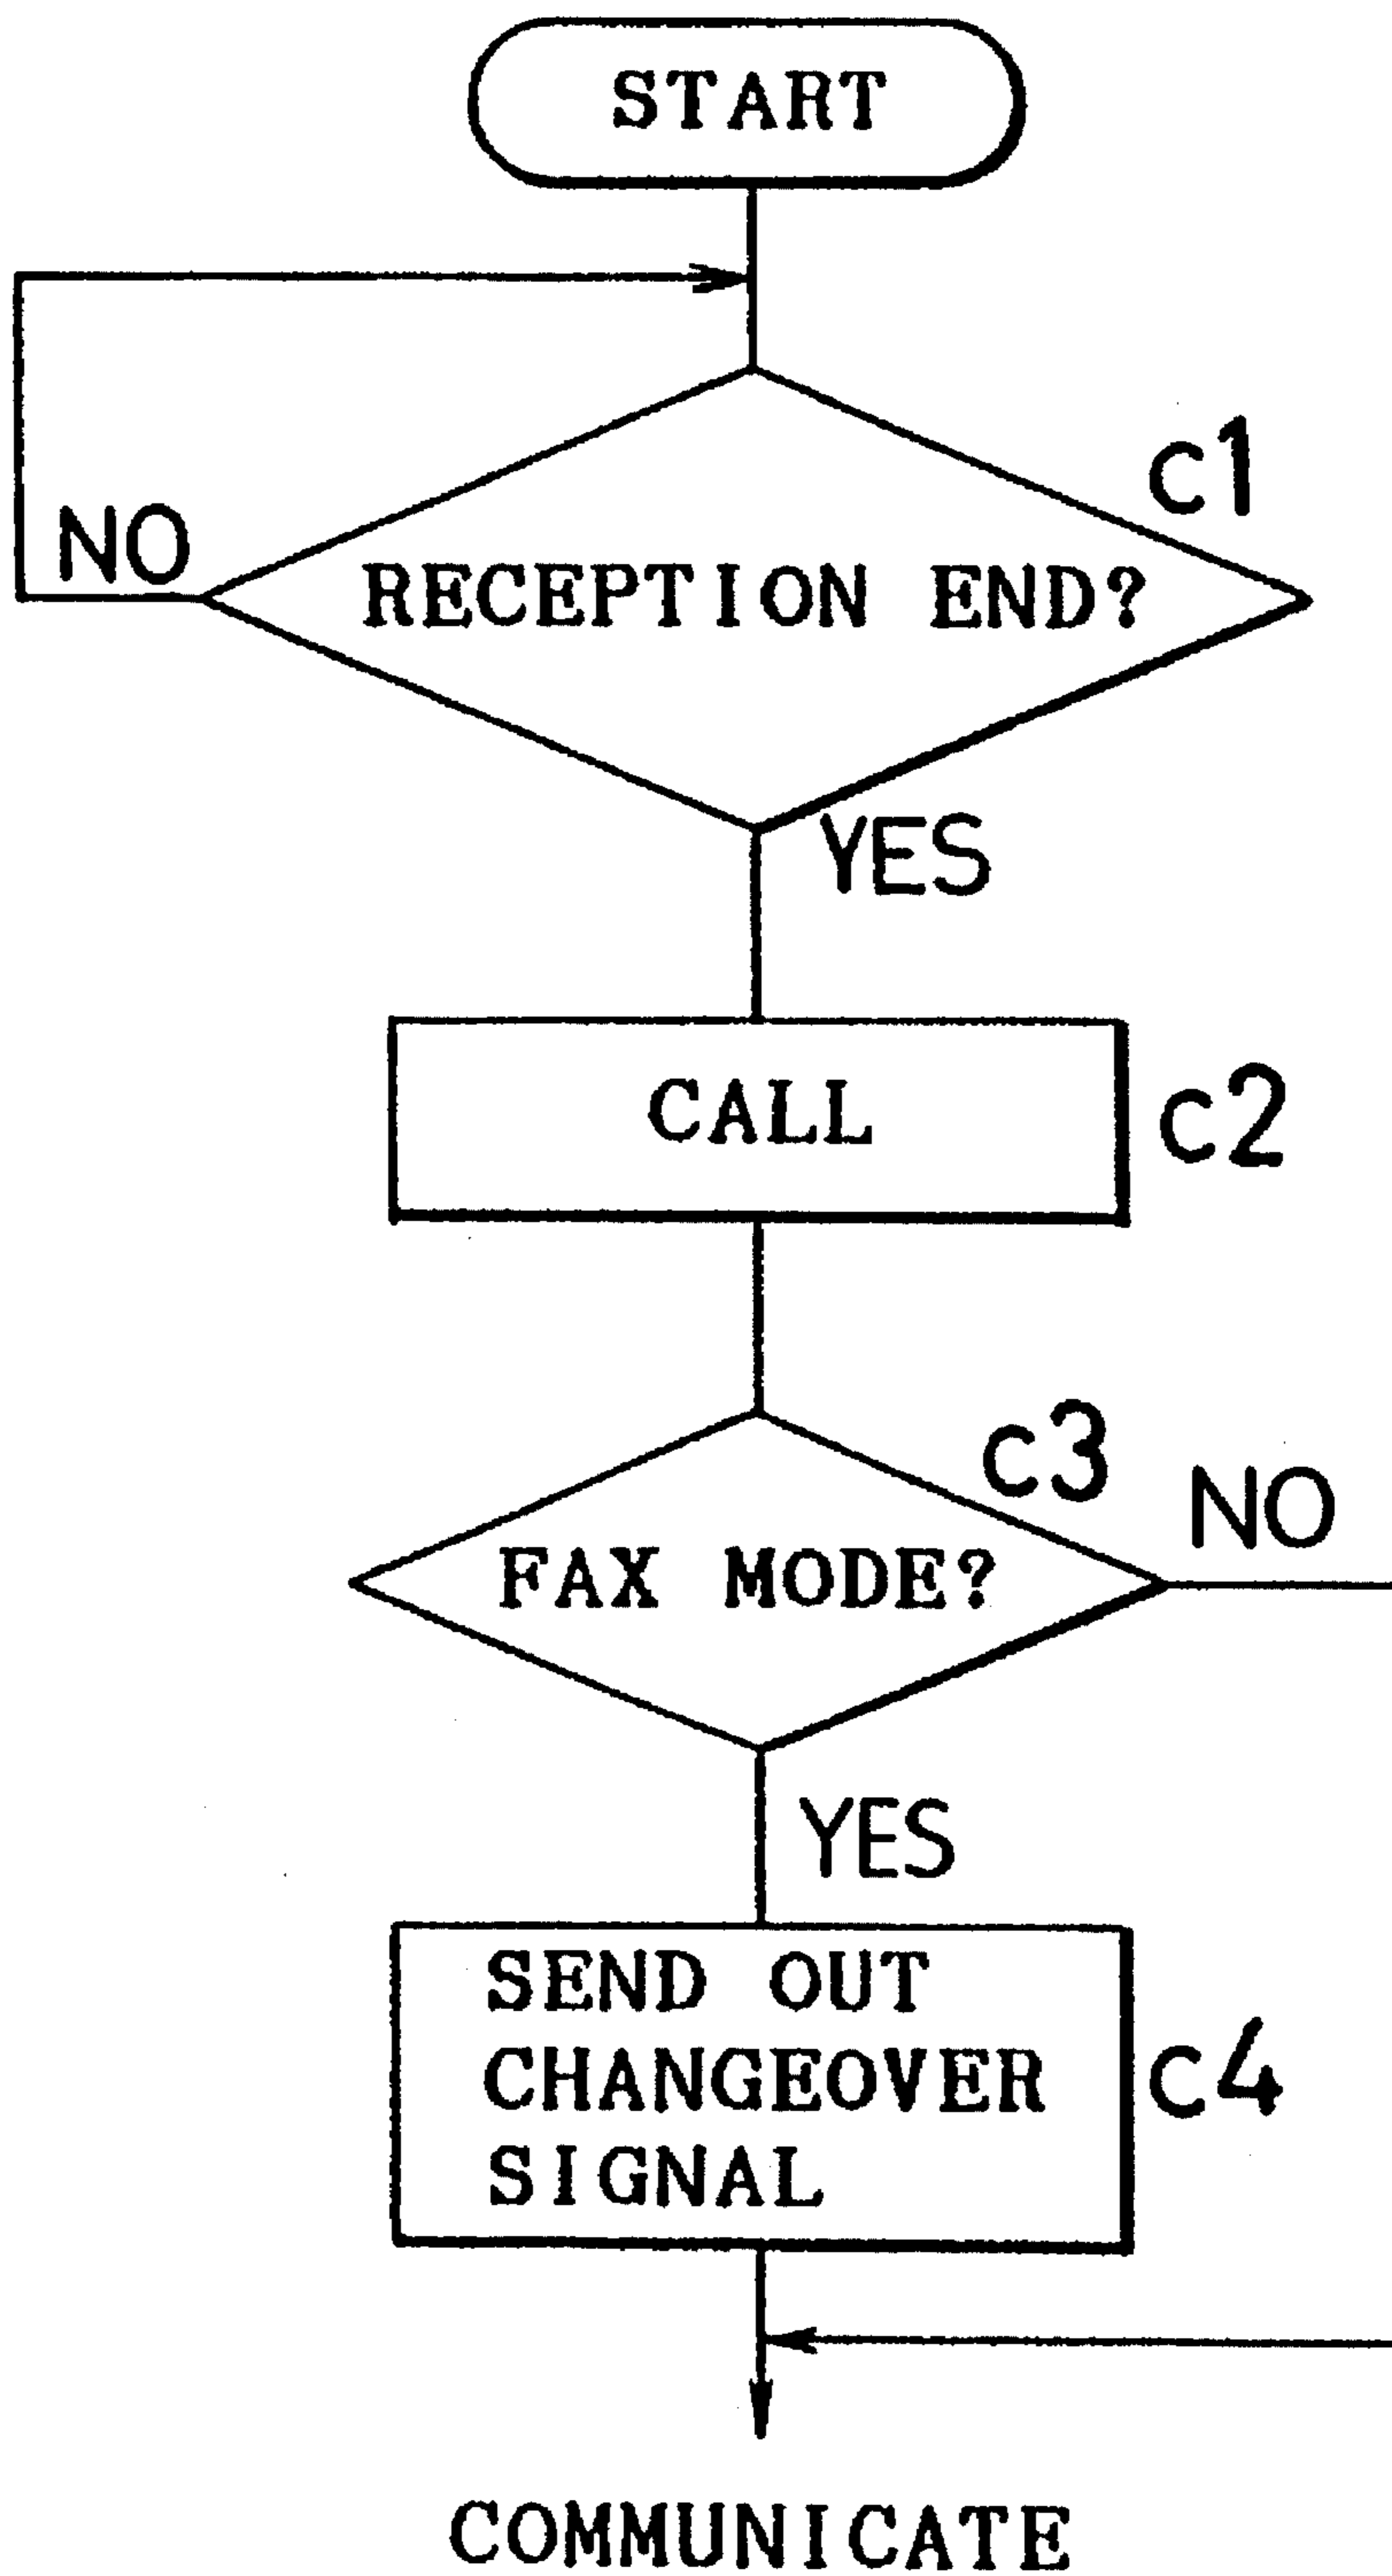 START
c1
NO
RECEPTION END?
YES
CALL
c2
c3
NO
FAX MODE?
YES
SEND OUT
CHANGEOVER
SIGNAL
c4
COMMUNICATE